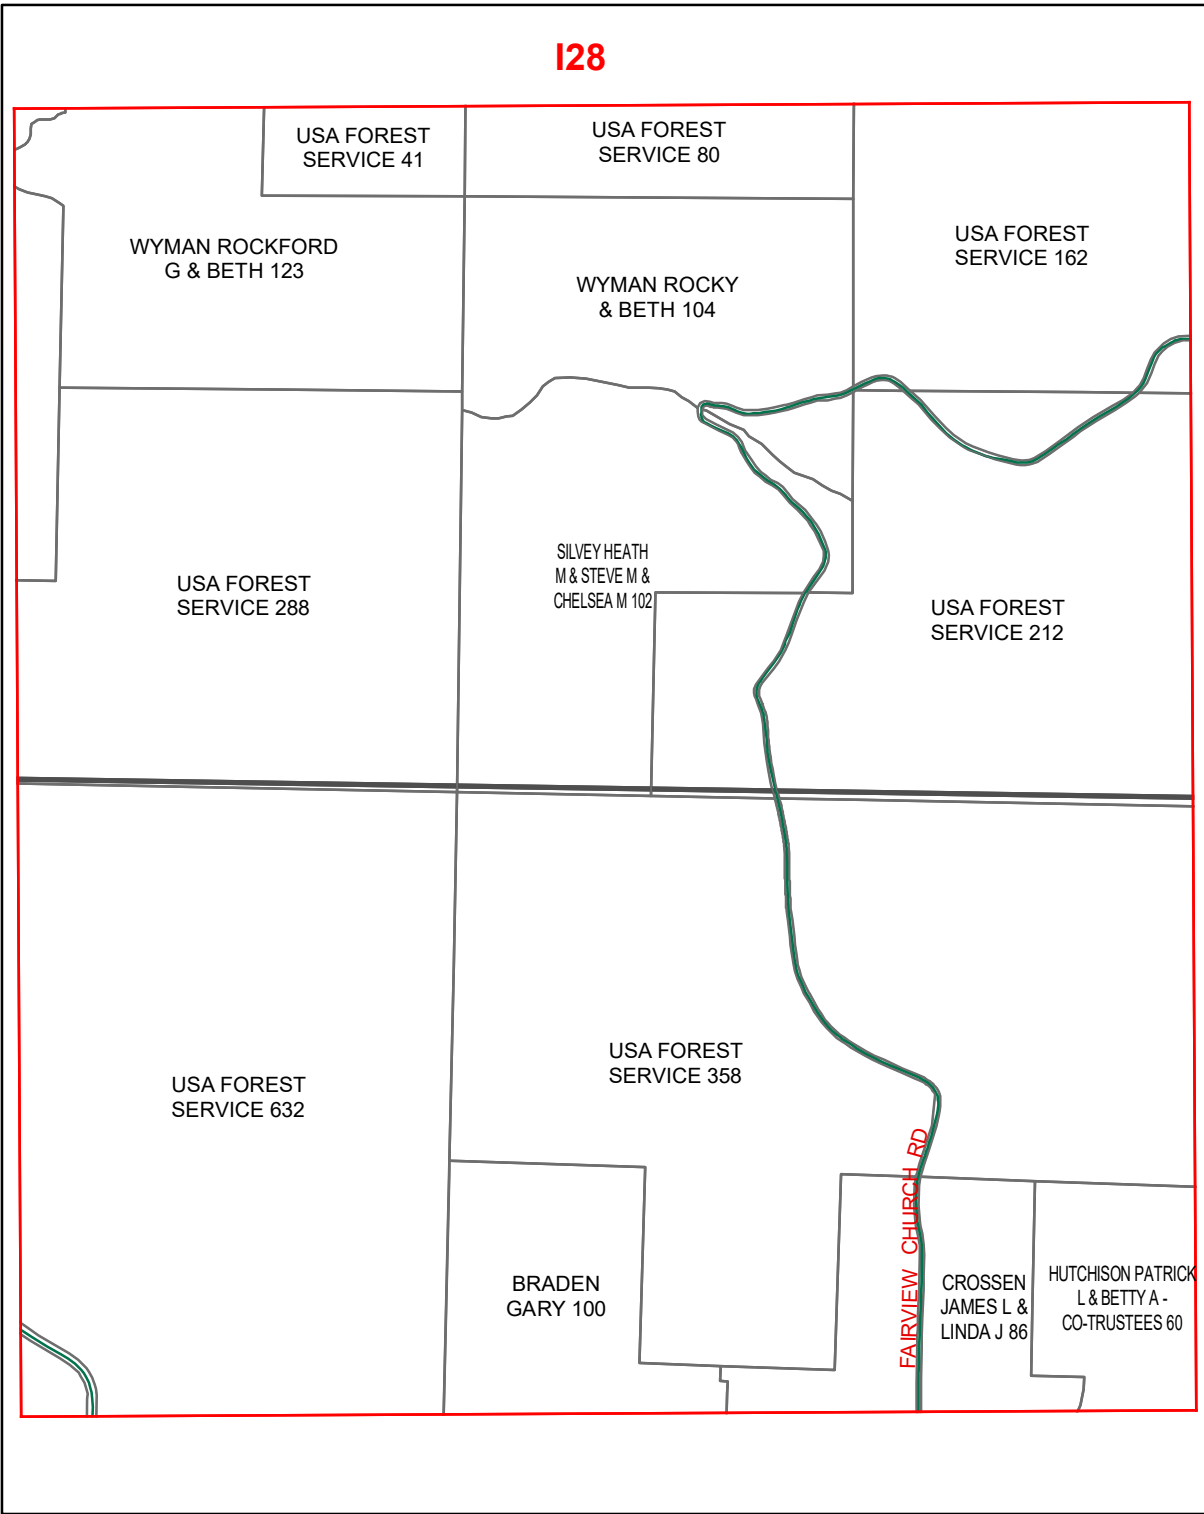 I28
USA FOREST
SERVICE 41
USA FOREST
SERVICE 80
WYMAN ROCKFORD
G & BETH 123
WYMAN ROCKY
& BETH 104
USA FOREST
SERVICE 162
SILVEY HEATH
M & STEVE M &
CHELSEA M 102
USA FOREST
SERVICE 288
USA FOREST
SERVICE 212
USA FOREST
SERVICE 632
USA FOREST
SERVICE 358
FAIRVIEW CHURCH RD
BRADEN
GARY 100
CROSSEN
JAMES L &
LINDA J 86
HUTCHISON PATRICK
L & BETTY A -
CO-TRUSTEES 60